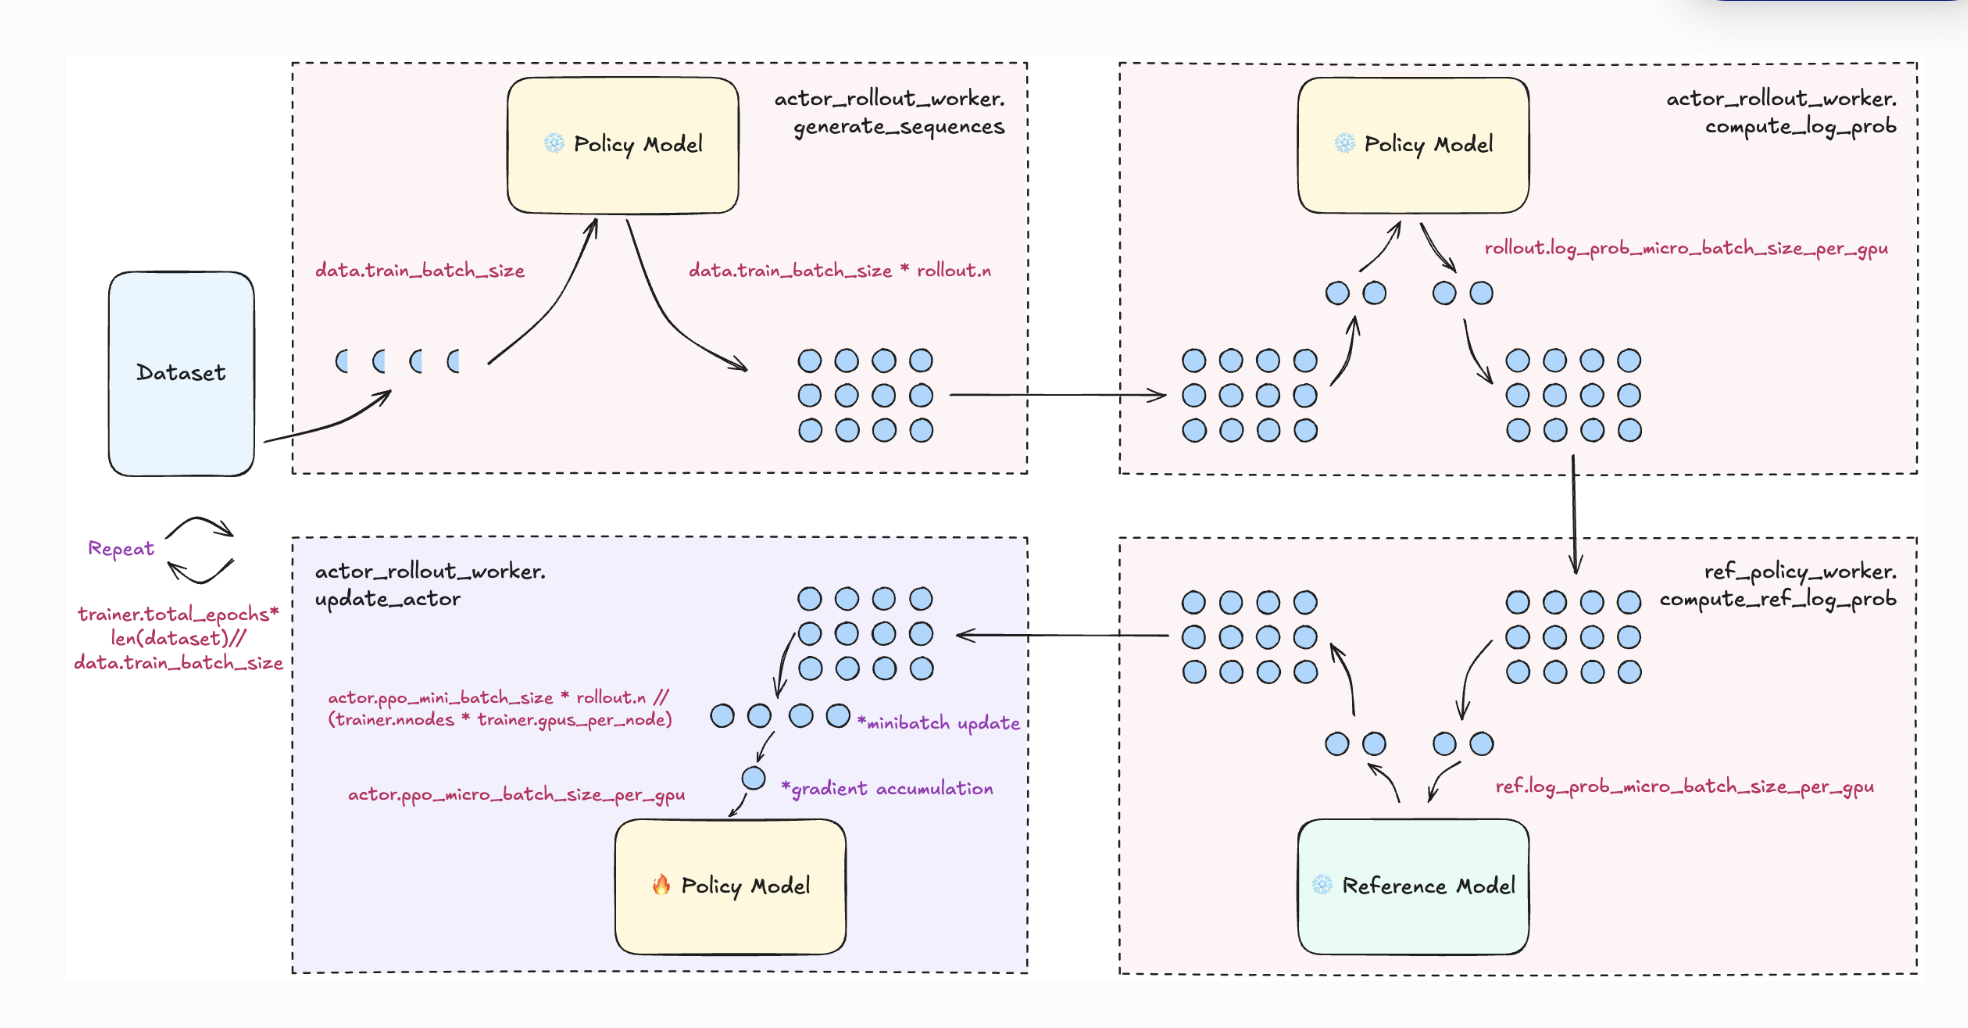 Dataset
Repeat
trainer.total_epochs*
len(dataset)//
data.train_batch_size
Policy Model
actor_rollout_worker.
generate_sequences
data.train_batch_size
data.train_batch_size * rollout.n
Policy Model
actor_rollout_worker.
compute_log_prob
rollout.log_prob_micro_batch_size_per_gpu
ref_policy_worker.
compute_ref_log_prob
ref.log_prob_micro_batch_size_per_gpu
Reference Model
actor_rollout_worker.
update_actor
actor.ppo_mini_batch_size * rollout.n //
(trainer.nnodes * trainer.gpus_per_node)
*minibatch update
actor.ppo_micro_batch_size_per_gpu
*gradient accumulation
Policy Model